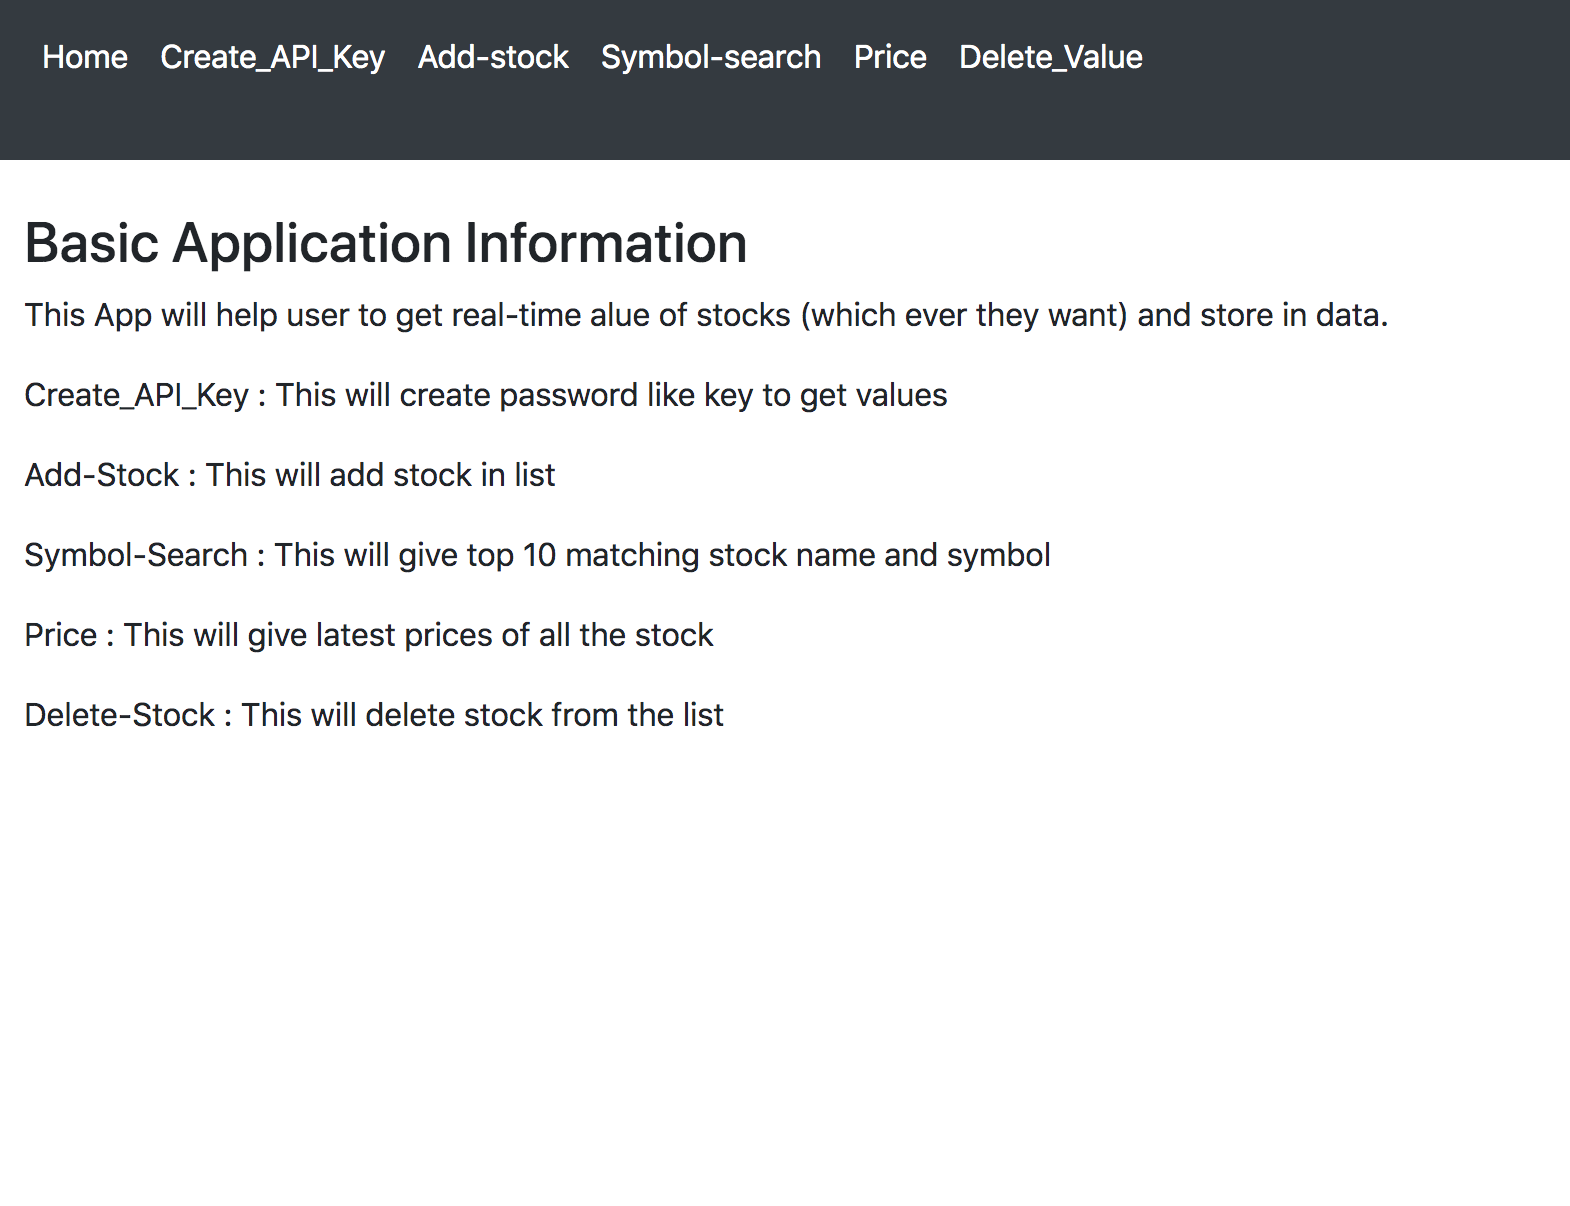 Home Create_API_Key Add-stock Symbol-search Price Delete_Value
Basic Application Information
This App will help user to get real-time alue of stocks (which ever they want) and store in data.
Create_API_Key : This will create password like key to get values
Add-Stock : This will add stock in list
Symbol-Search : This will give top 10 matching stock name and symbol
Price : This will give latest prices of all the stock
Delete-Stock : This will delete stock from the list